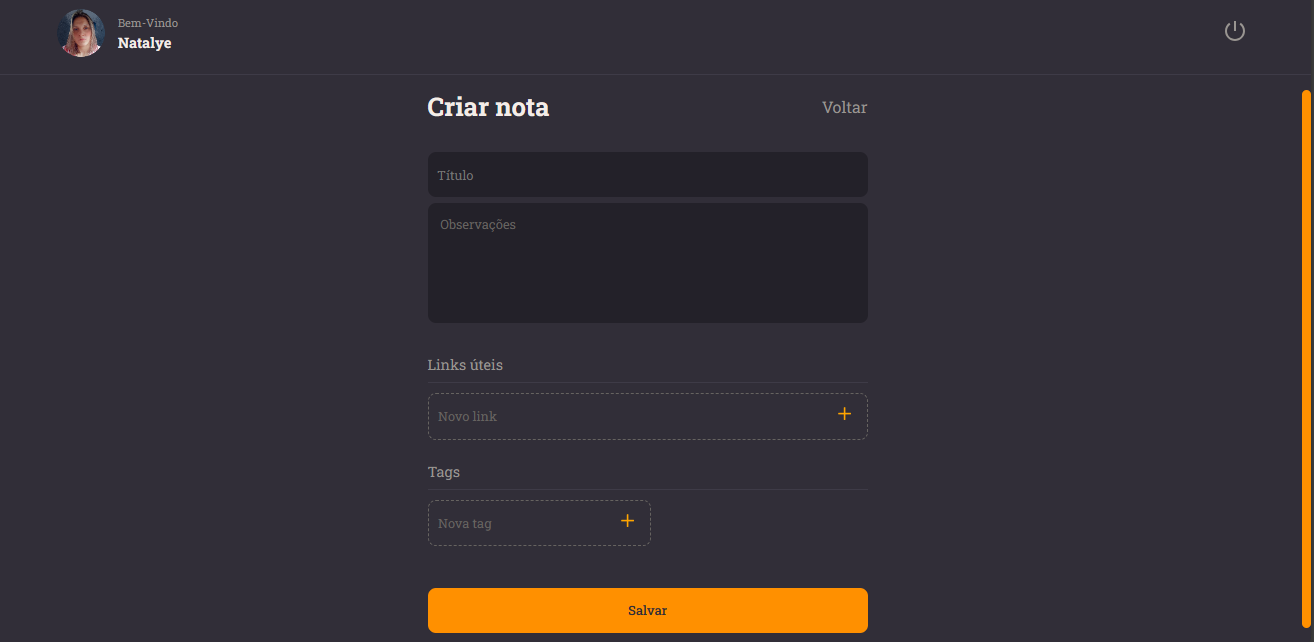 Bem-Vindo
Natalye
Criar nota
Voltar
Título
Observações
Links úteis
Novo link
Tags
Nova tag
Salvar